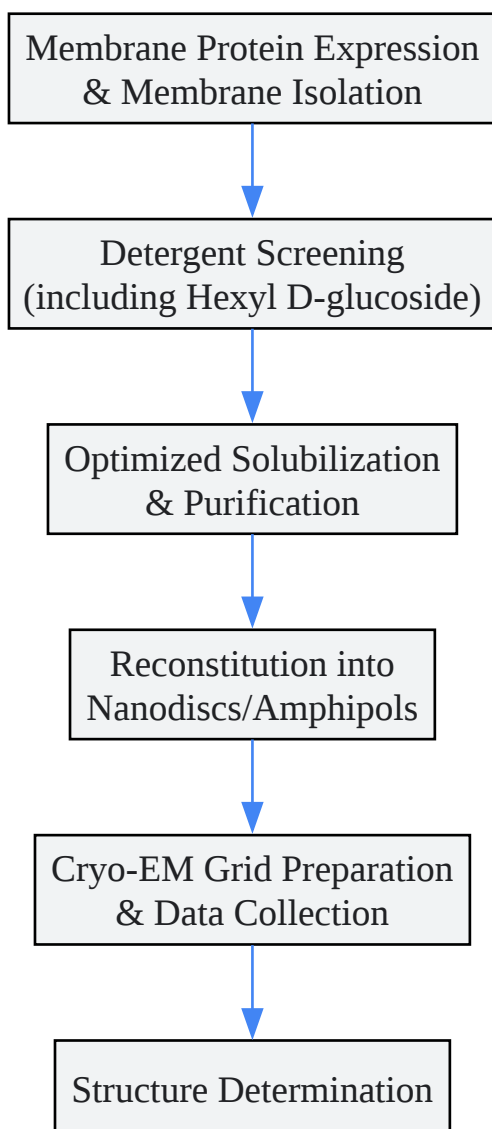 Membrane Protein Expression
& Membrane Isolation
Detergent Screening
(including Hexyl D-glucoside)
Optimized Solubilization
& Purification
Reconstitution into
Nanodiscs/Amphipols
Cryo-EM Grid Preparation
& Data Collection
Structure Determination